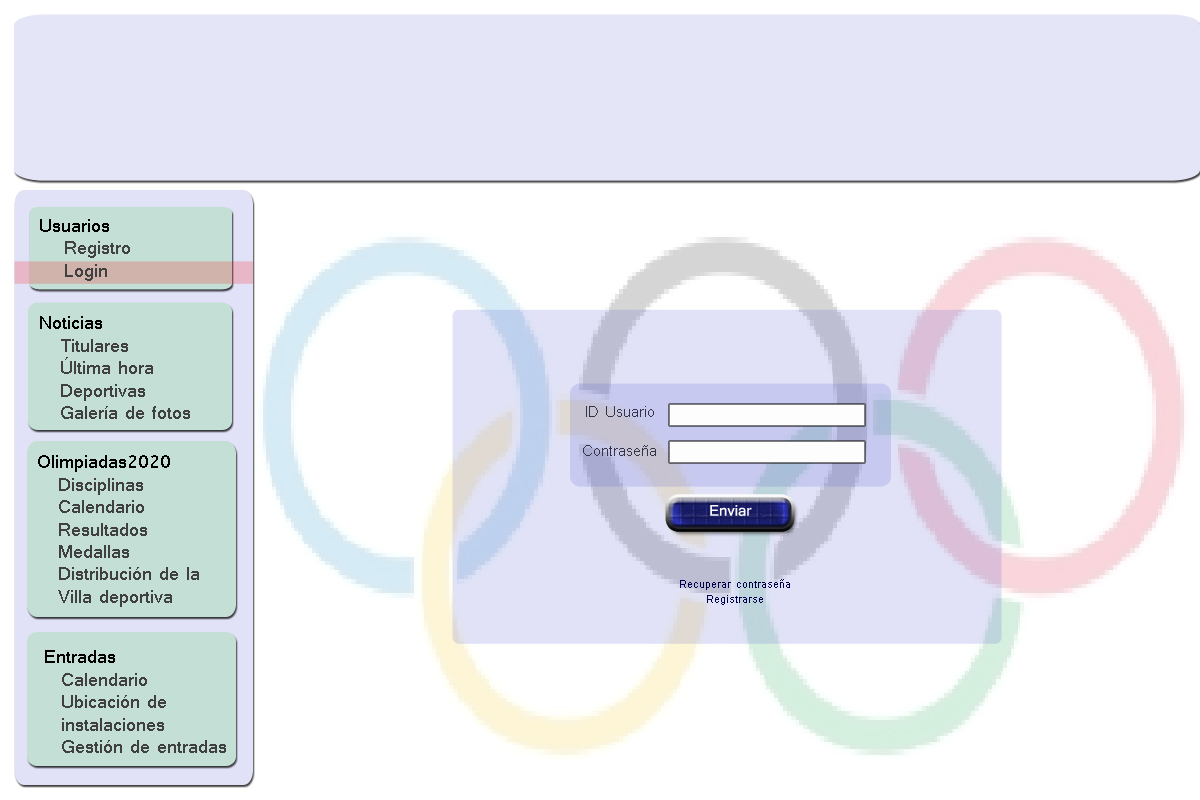 Usuarios
Registro
Login
Noticias
Titulares
Última hora
Deportivas
Galería de fotos
Olimpiadas2020
Disciplinas
Calendario
Resultados
Medallas
Distribución de la
Villa deportiva
Entradas
Calendario
Ubicación de
instalaciones
Gestión de entradas
ID Usuario
Contraseña
Enviar
Recuperar contraseña
Registrarse